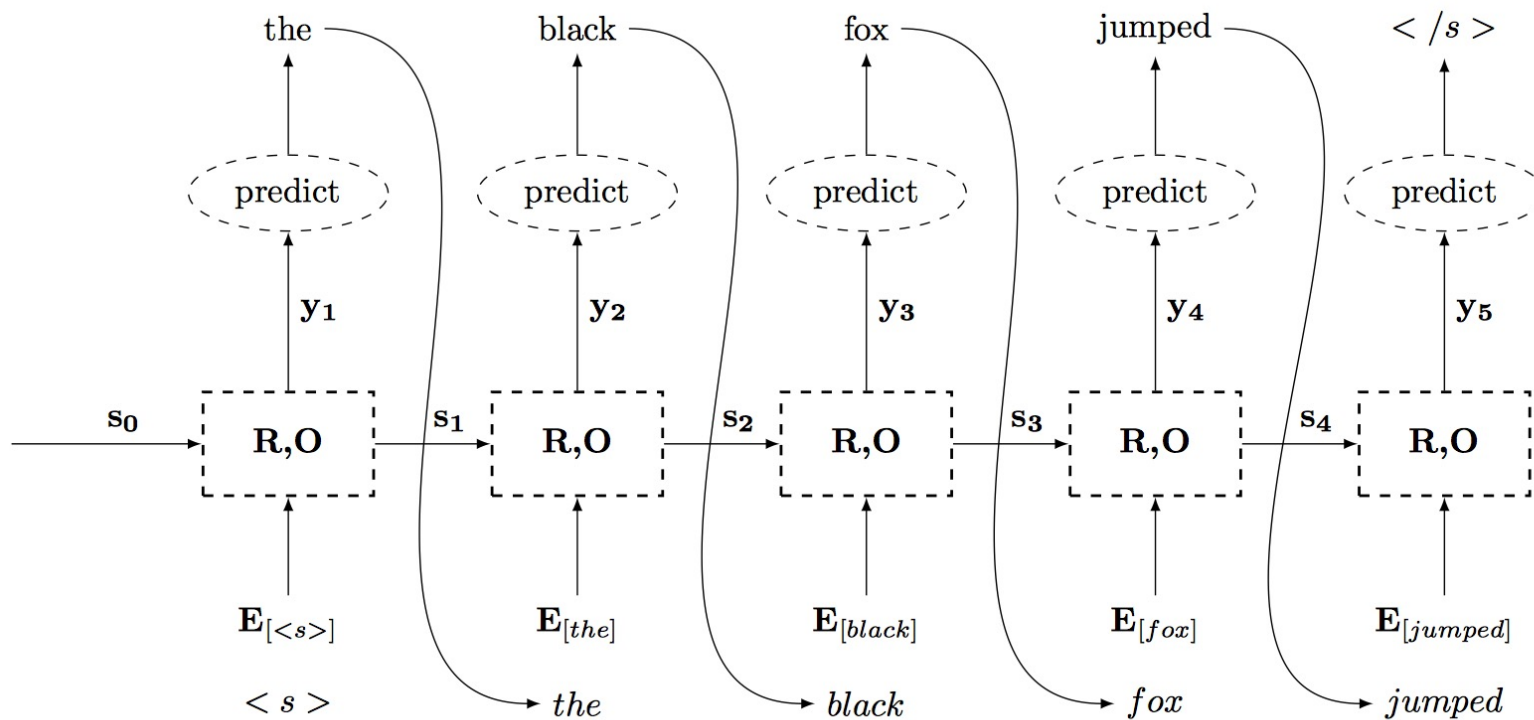 the black fox jumped < /s >
predict predict predict predict predict
y₁ y₂ y₃ y₄ y₅
s₀ R,O s₁ R,O s₂ R,O s₃ R,O s₄ R,O
E[<s>] E[the] E[black] E[fox] E[jumped]
< s > the black fox jumped